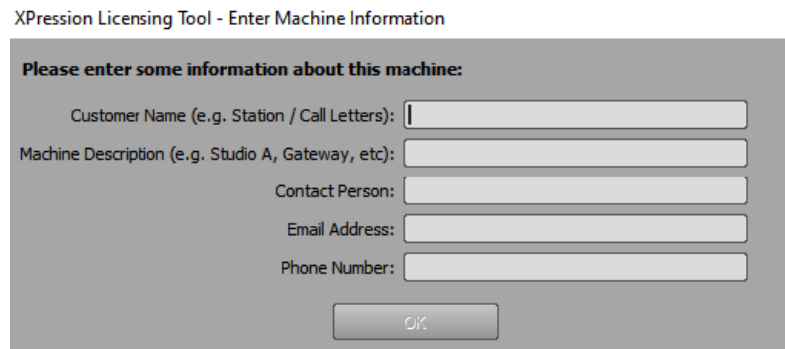 XPression Licensing Tool - Enter Machine Information
Please enter some information about this machine:
Customer Name (e.g. Station / Call Letters):
Machine Description (e.g. Studio A, Gateway, etc):
Contact Person:
Email Address:
Phone Number:
OK